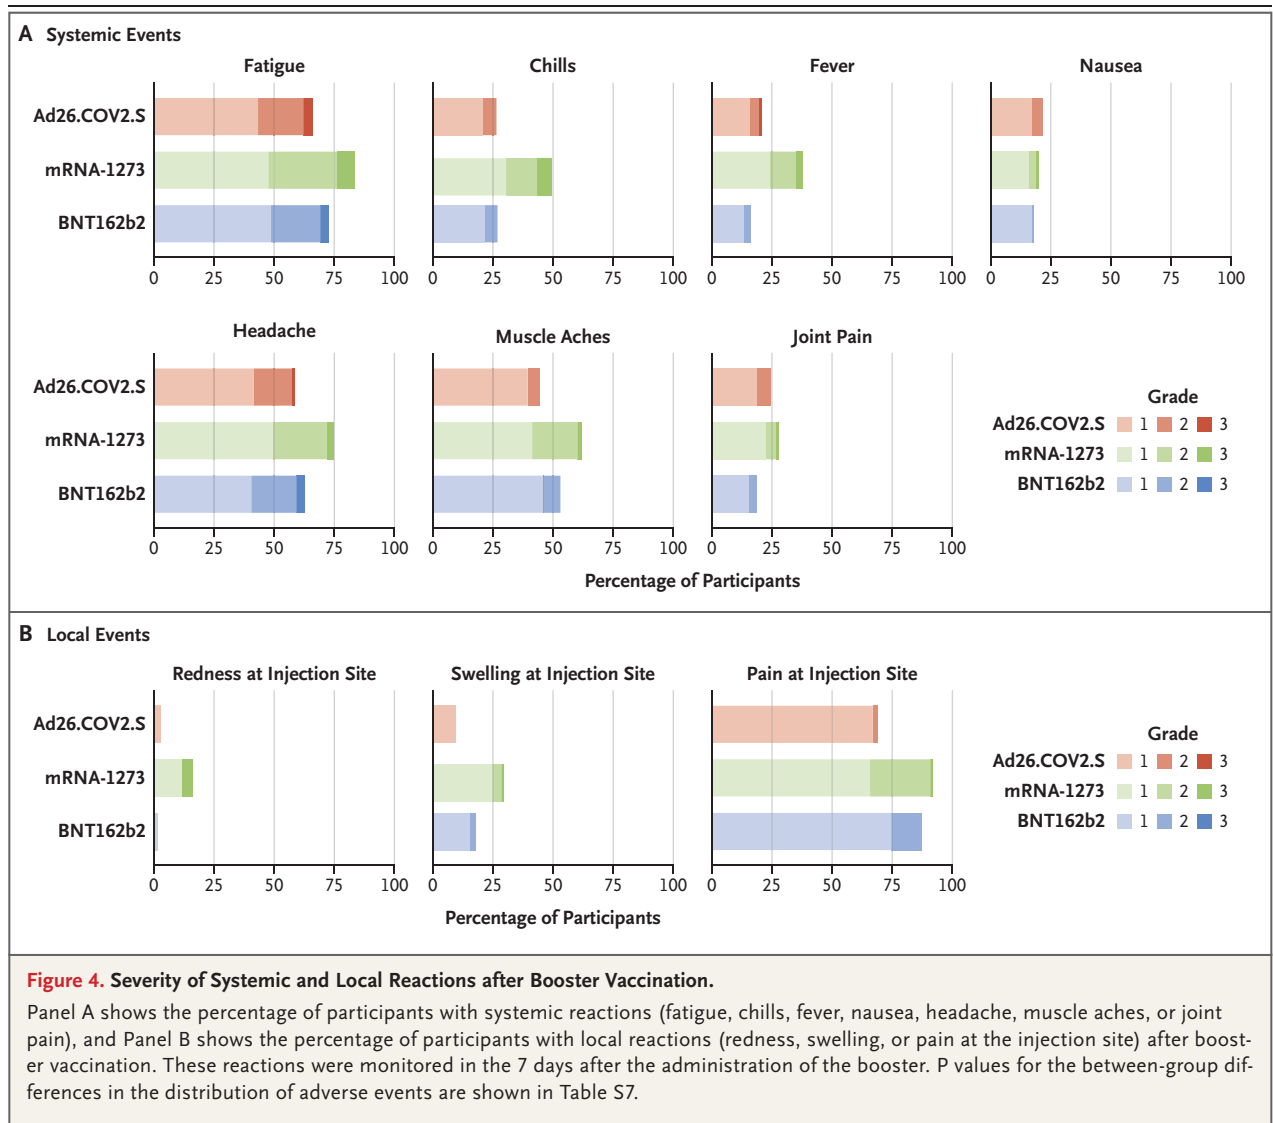 A Systemic Events
Fatigue
Chills
Fever
Nausea
Ad26.COV2.S
mRNA-1273
BNT162b2
0 25 50 75 100
0 25 50 75 100
0 25 50 75 100
0 25 50 75 100
Headache
Muscle Aches
Joint Pain
Ad26.COV2.S
mRNA-1273
BNT162b2
0 25 50 75 100
0 25 50 75 100
0 25 50 75 100
Grade
Ad26.COV2.S 1 2 3
mRNA-1273 1 2 3
BNT162b2 1 2 3
Percentage of Participants
B Local Events
Redness at Injection Site
Swelling at Injection Site
Pain at Injection Site
Ad26.COV2.S
mRNA-1273
BNT162b2
0 25 50 75 100
0 25 50 75 100
0 25 50 75 100
Grade
Ad26.COV2.S 1 2 3
mRNA-1273 1 2 3
BNT162b2 1 2 3
Percentage of Participants
Figure 4. Severity of Systemic and Local Reactions after Booster Vaccination.
Panel A shows the percentage of participants with systemic reactions (fatigue, chills, fever, nausea, headache, muscle aches, or joint
pain), and Panel B shows the percentage of participants with local reactions (redness, swelling, or pain at the injection site) after boost-
er vaccination. These reactions were monitored in the 7 days after the administration of the booster. P values for the between-group dif-
ferences in the distribution of adverse events are shown in Table S7.